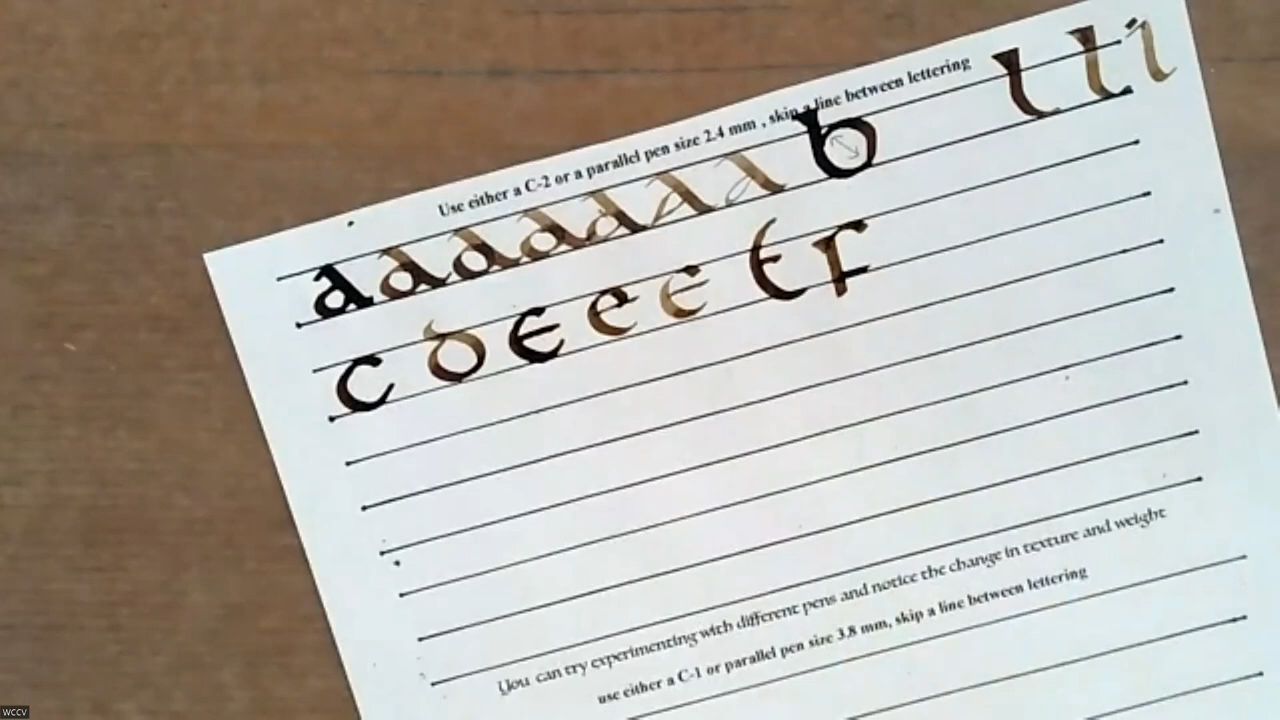 Use either a C-2 or a parallel pen size 2.4 mm , skip a line between lettering
a a a a a a a b l l i
c d e e e t r
You can try experimenting with different pens and notice the change in texture and weight
use either a C-1 or parallel pen size 3.8 mm, skip a line between lettering
WCCV